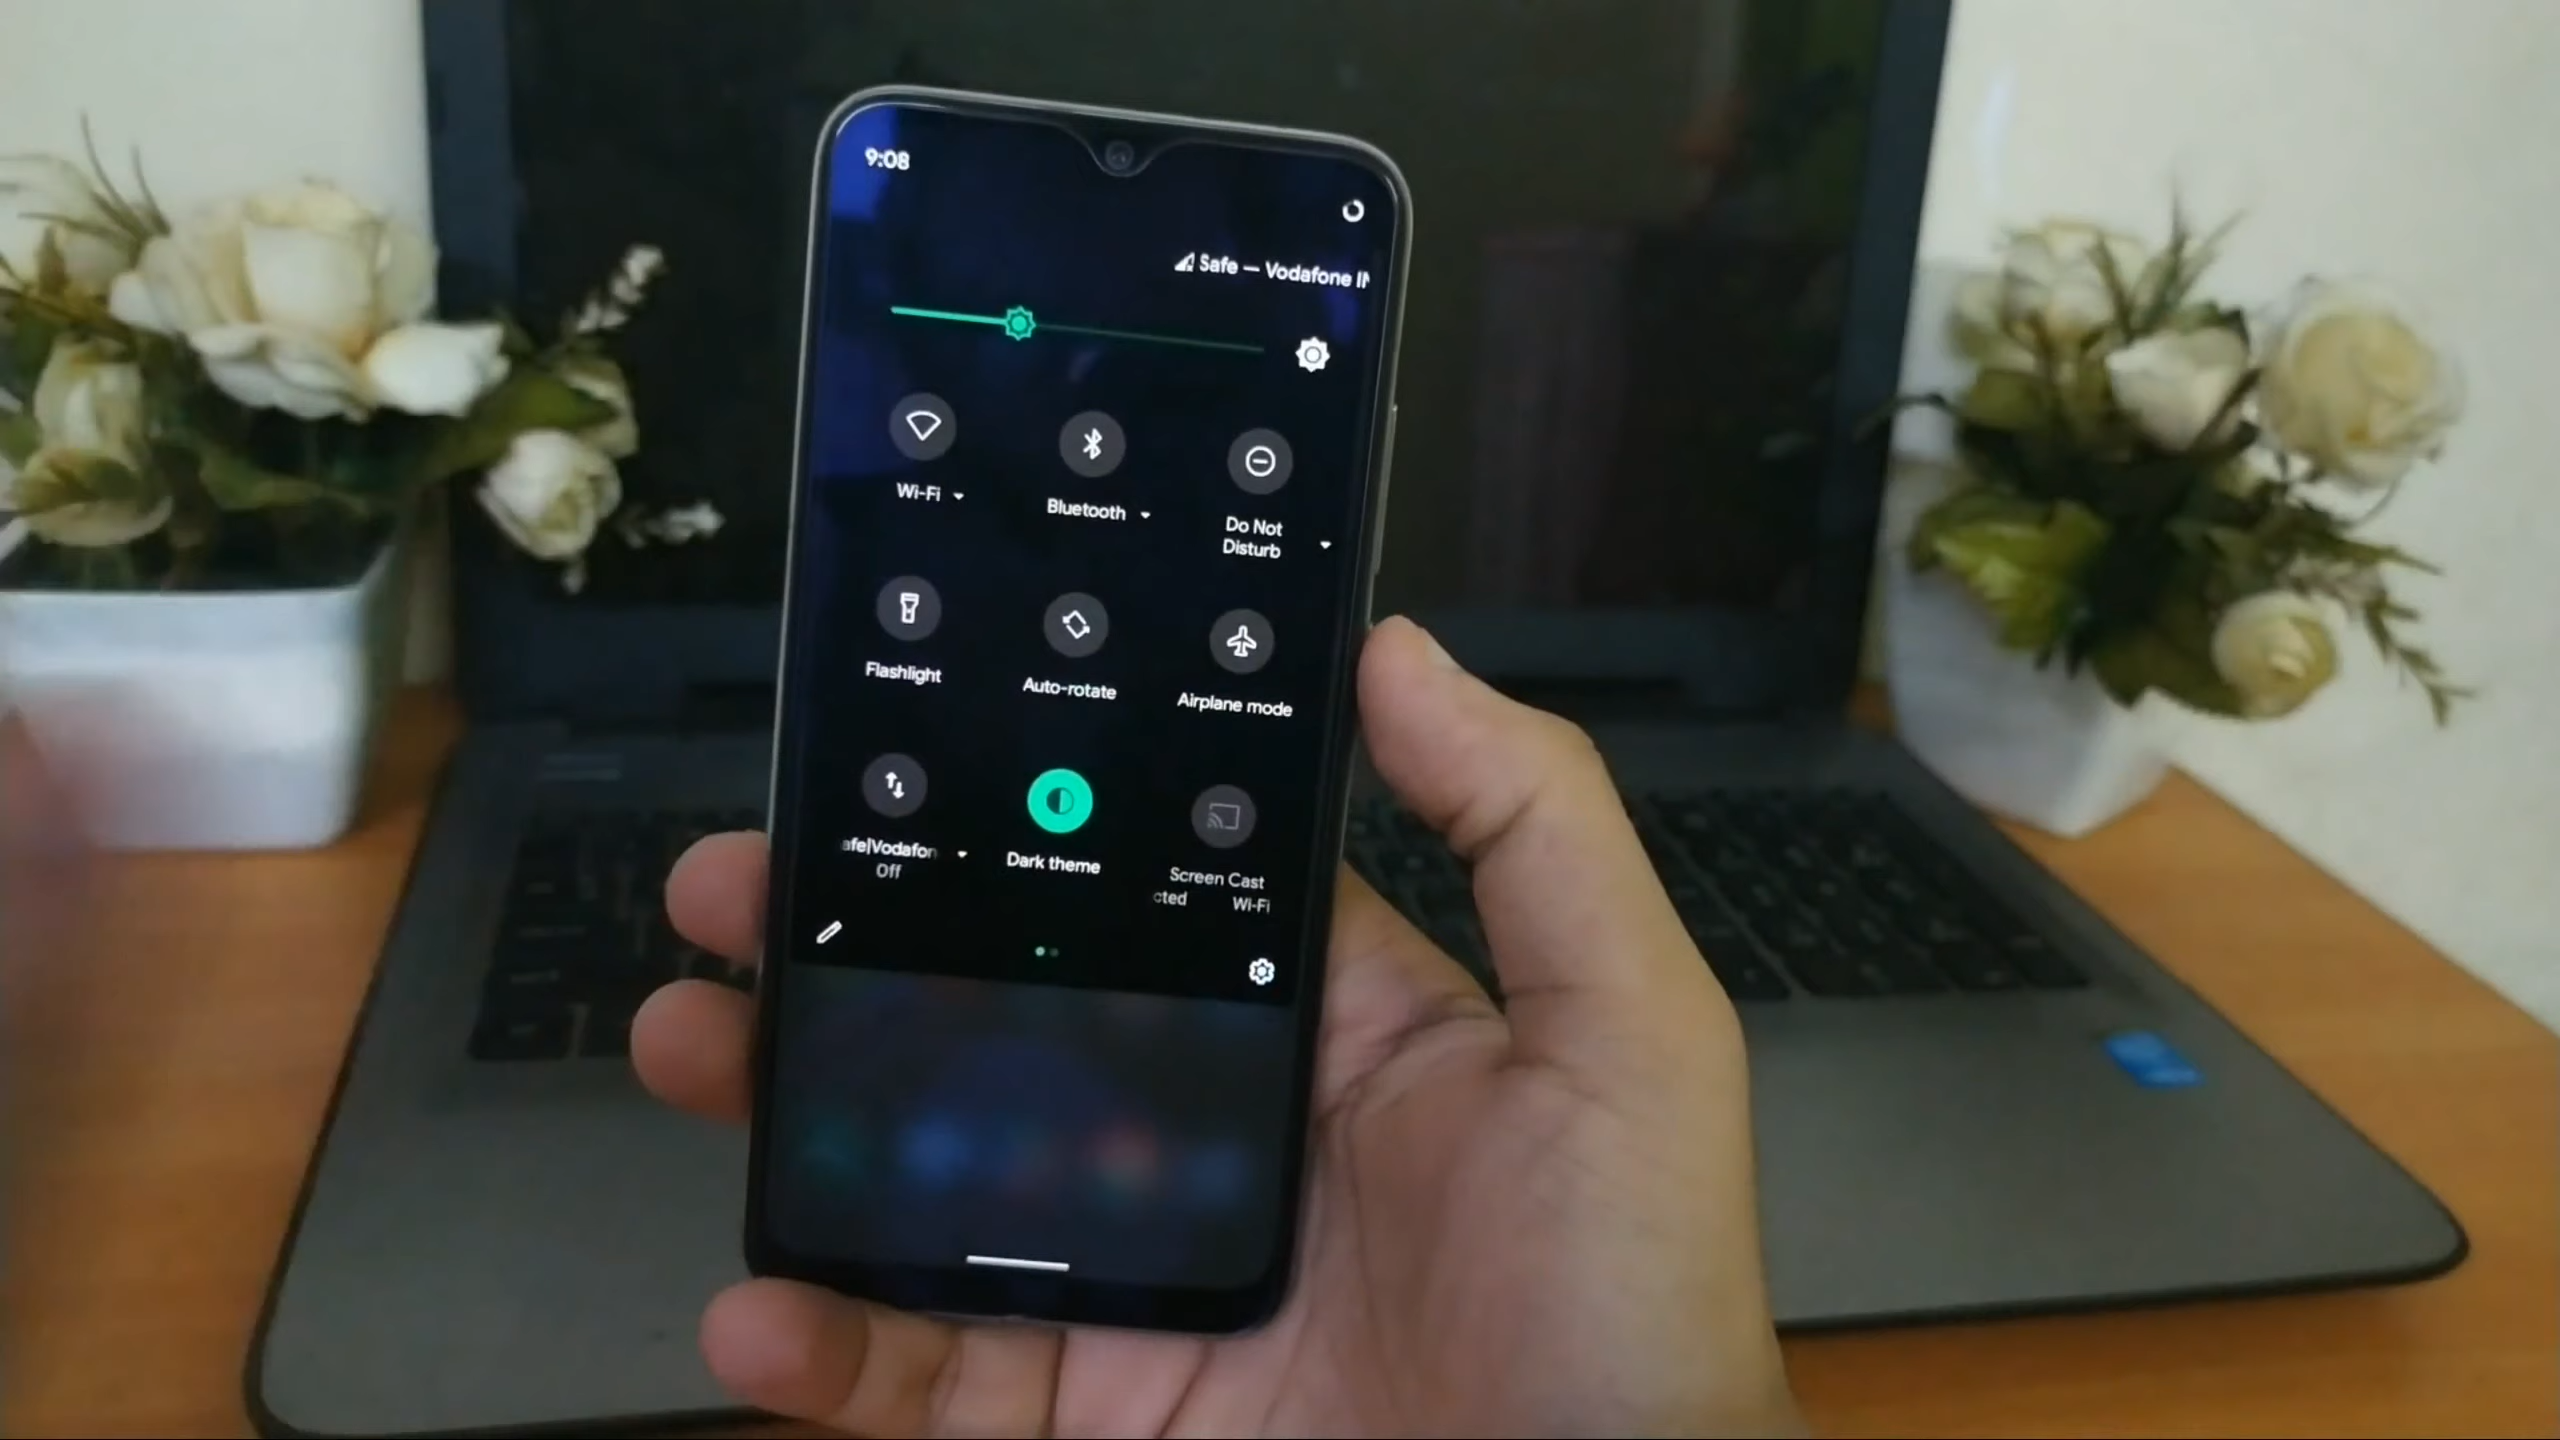 9:08
Safe — Vodafone IN
Wi-Fi
Bluetooth
Do Not
Disturb
Flashlight
Auto-rotate
Airplane mode
afe|Vodafon
Off
Dark theme
Screen Cast
cted Wi-Fi